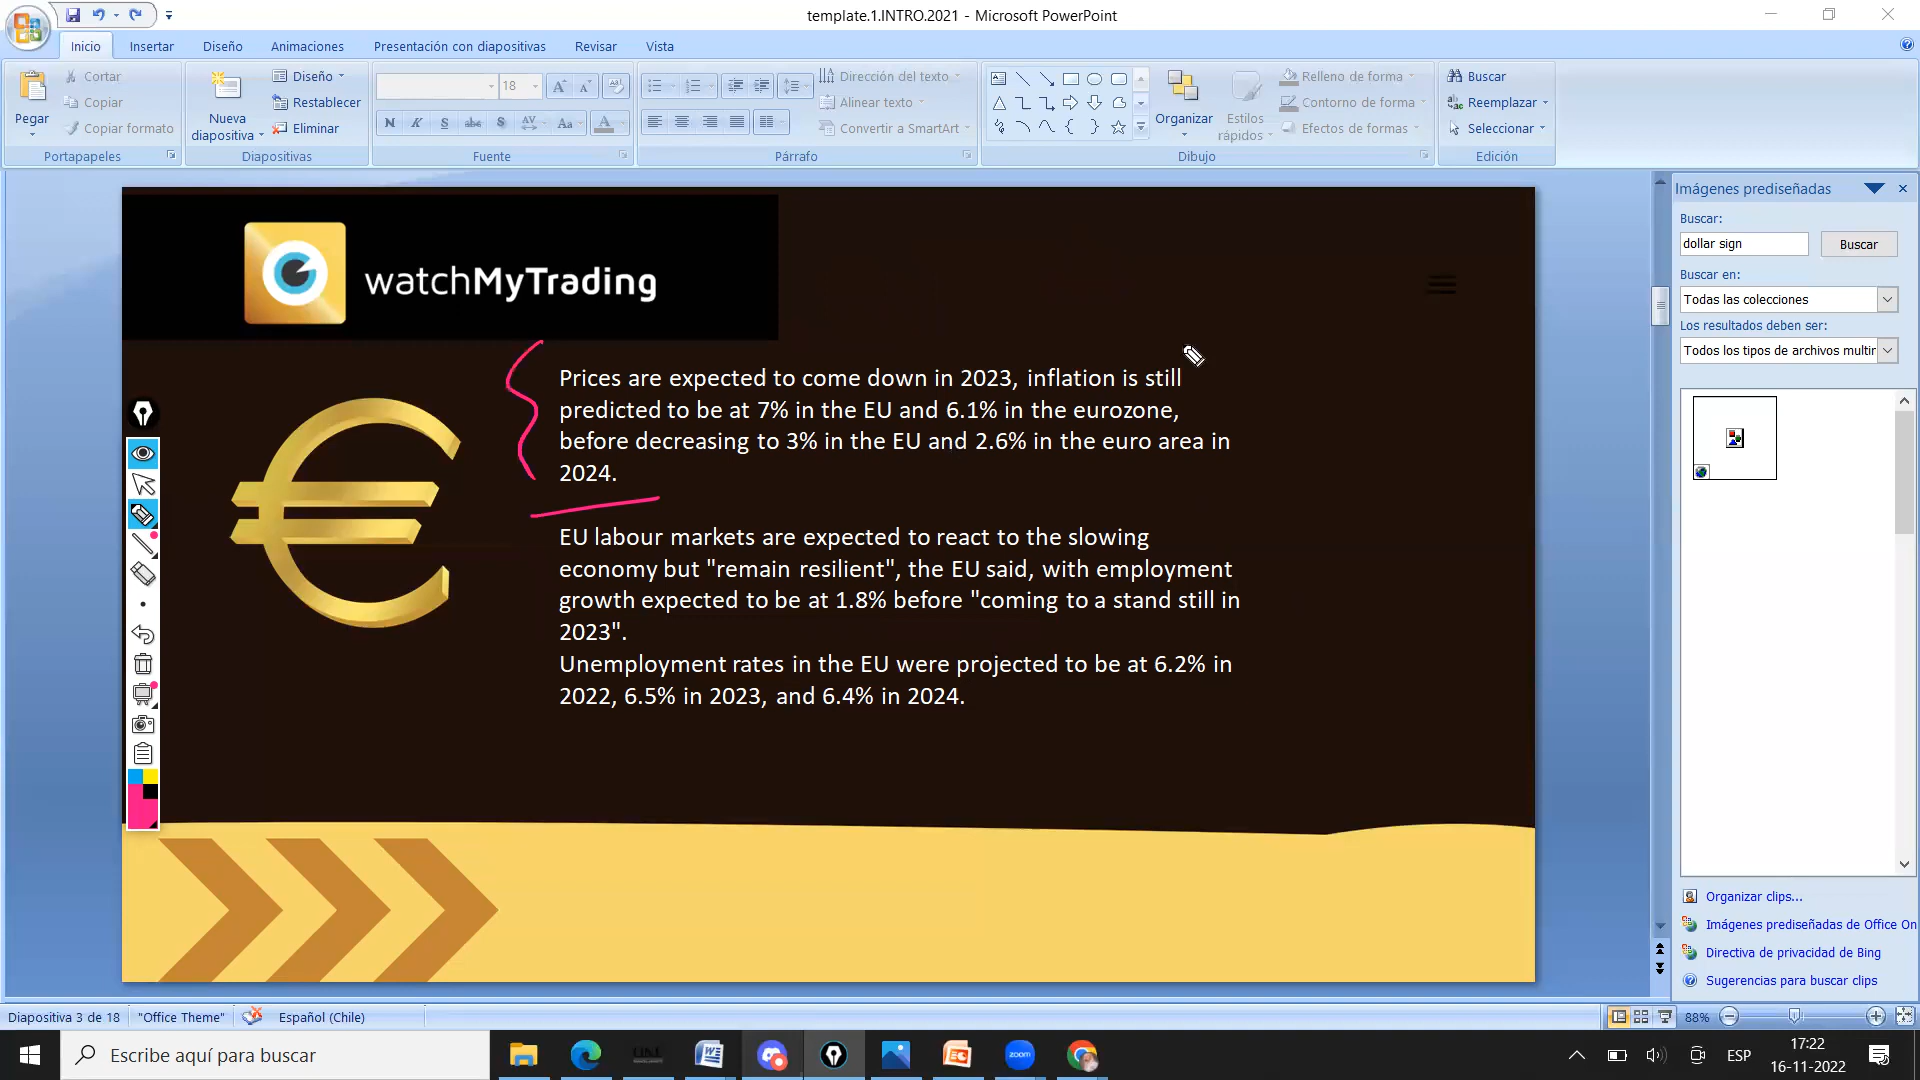 template.1.INTRO.2021 - Microsoft PowerPoint
Inicio Insertar Diseño Animaciones Presentación con diapositivas Revisar Vista
Pegar
Cortar
Copiar
Copiar formato
Portapapeles
Nueva
diapositiva
Diseño
Restablecer
Eliminar
Diapositivas
18
N K S abc S AV Aa A
Fuente
Dirección del texto
Alinear texto
Convertir a SmartArt
Párrafo
Organizar
Estilos
rápidos
Relleno de forma
Contorno de forma
Efectos de formas
Dibujo
Buscar
Reemplazar
Seleccionar
Edición
watchMyTrading
Prices are expected to come down in 2023, inflation is still
predicted to be at 7% in the EU and 6.1% in the eurozone,
before decreasing to 3% in the EU and 2.6% in the euro area in
2024.
EU labour markets are expected to react to the slowing
economy but "remain resilient", the EU said, with employment
growth expected to be at 1.8% before "coming to a stand still in
2023".
Unemployment rates in the EU were projected to be at 6.2% in
2022, 6.5% in 2023, and 6.4% in 2024.
Imágenes prediseñadas
Buscar:
dollar sign Buscar
Buscar en:
Todas las colecciones
Los resultados deben ser:
Todos los tipos de archivos multir
Organizar clips...
Imágenes prediseñadas de Office On
Directiva de privacidad de Bing
Sugerencias para buscar clips
Diapositiva 3 de 18 "Office Theme" Español (Chile) 88%
Escribe aquí para buscar
zoom
ESP
17:22
16-11-2022